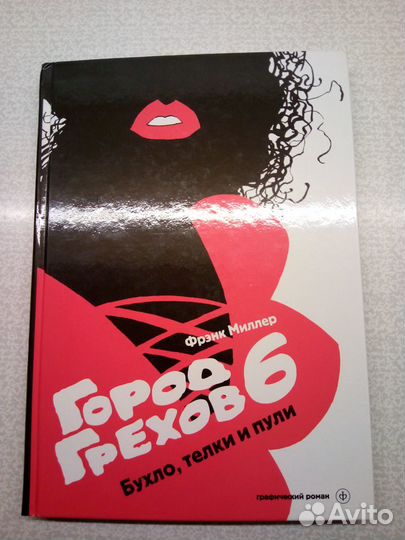 Фрэнк Миллер
Город
Грехов 6
Бухло, телки и пули
графический роман
Avito